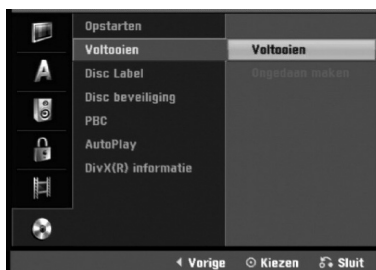 Opstarten
Voltooien Voltooien
Disc Label Ongedaan maken
Disc beveiliging
PBC
AutoPlay
DivX(R) informatie
A
Vorige Kiezen Sluit